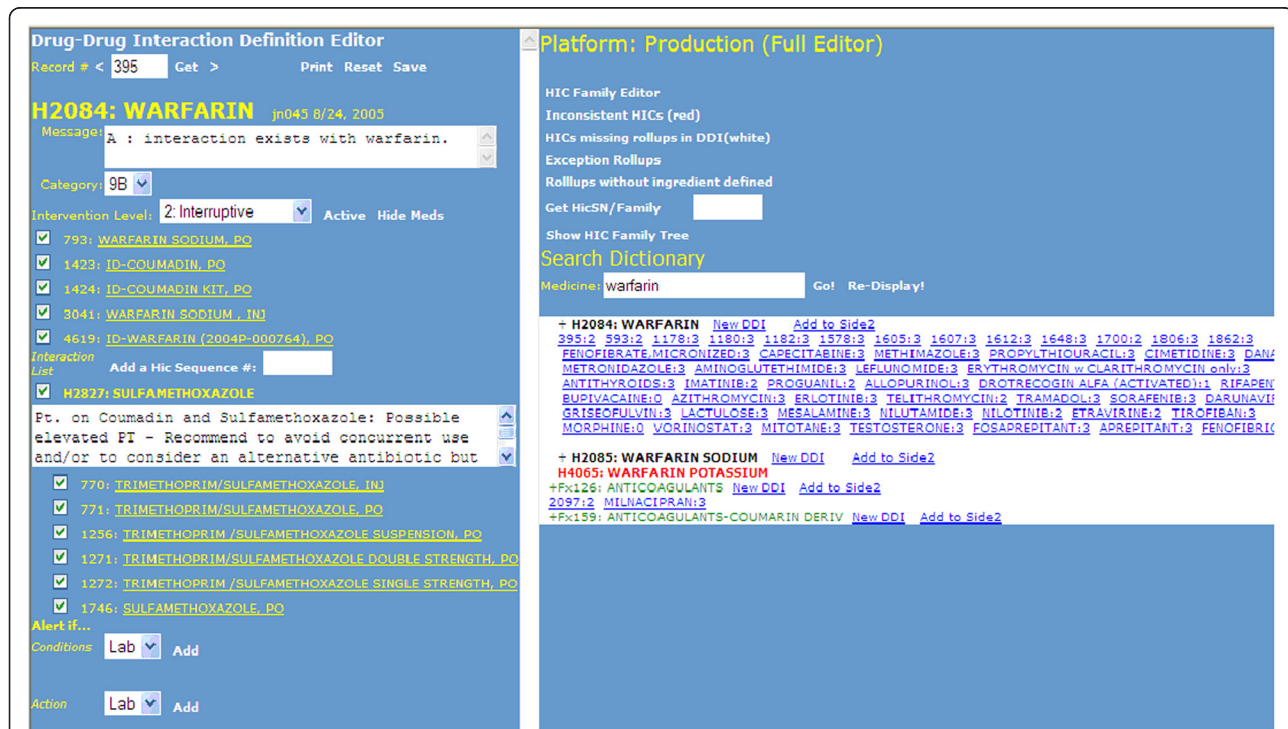 Drug-Drug Interaction Definition Editor
Record # < 395 Get > Print Reset Save
H2084: WARFARIN jn045 8/24, 2005
Message: A : interaction exists with warfarin.
Category: 9B
Intervention Level: 2: Interruptive Active Hide Meds
793: WARFARIN SODIUM, PO
1423: ID-COUMADIN, PO
1424: ID-COUMADIN KIT, PO
3041: WARFARIN SODIUM , INJ
4619: ID-WARFARIN (2004P-000764), PO
Interaction
List Add a Hic Sequence #:
H2827: SULFAMETHOXAZOLE
Pt. on Coumadin and Sulfamethoxazole: Possible
elevated PT - Recommend to avoid concurrent use
and/or to consider an alternative antibiotic but
770: TRIMETHOPRIM/SULFAMETHOXAZOLE, INJ
771: TRIMETHOPRIM/SULFAMETHOXAZOLE, PO
1256: TRIMETHOPRIM /SULFAMETHOXAZOLE SUSPENSION, PO
1271: TRIMETHOPRIM/SULFAMETHOXAZOLE DOUBLE STRENGTH, PO
1272: TRIMETHOPRIM /SULFAMETHOXAZOLE SINGLE STRENGTH, PO
1746: SULFAMETHOXAZOLE, PO
Alert if...
Conditions Lab Add
Action Lab Add
Platform: Production (Full Editor)
HIC Family Editor
Inconsistent HICs (red)
HICs missing rollups in DDI(white)
Exception Rollups
Rolllups without ingredient defined
Get HicSN/Family
Show HIC Family Tree
Search Dictionary
Medicine: warfarin Go! Re-Display!
+ H2084: WARFARIN New DDI Add to Side2
395:2 593:2 1178:3 1180:3 1182:3 1578:3 1605:3 1607:3 1612:3 1648:3 1700:2 1806:3 1862:3
FENOFIBRATE,MICRONIZED:3 CAPECITABINE:3 METHIMAZOLE:3 PROPYLTHIOURACIL:3 CIMETIDINE:3 DANA
METRONIDAZOLE:3 AMINOGLUTETHIMIDE:3 LEFLUNOMIDE:3 ERYTHROMYCIN w CLARITHROMYCIN only:3
ANTITHYROIDS:3 IMATINIB:2 PROGUANIL:2 ALLOPURINOL:3 DROTRECOGIN ALFA (ACTIVATED):1 RIFAPEN
BUPIVACAINE:0 AZITHROMYCIN:3 ERLOTINIB:3 TELITHROMYCIN:2 TRAMADOL:3 SORAFENIB:3 DARUNAVI
GRISEOFULVIN:3 LACTULOSE:3 MESALAMINE:3 NILUTAMIDE:3 NILOTINIB:2 ETRAVIRINE:2 TIROFIBAN:3
MORPHINE:0 VORINOSTAT:3 MITOTANE:3 TESTOSTERONE:3 FOSAPREPITANT:3 APREPITANT:3 FENOFIBRI
+ H2085: WARFARIN SODIUM New DDI Add to Side2
H4065: WARFARIN POTASSIUM
+Fx126: ANTICOAGULANTS New DDI Add to Side2
2097:2 MILNACIPRAN:3
+Fx159: ANTICOAGULANTS-COUMARIN DERIV New DDI Add to Side2